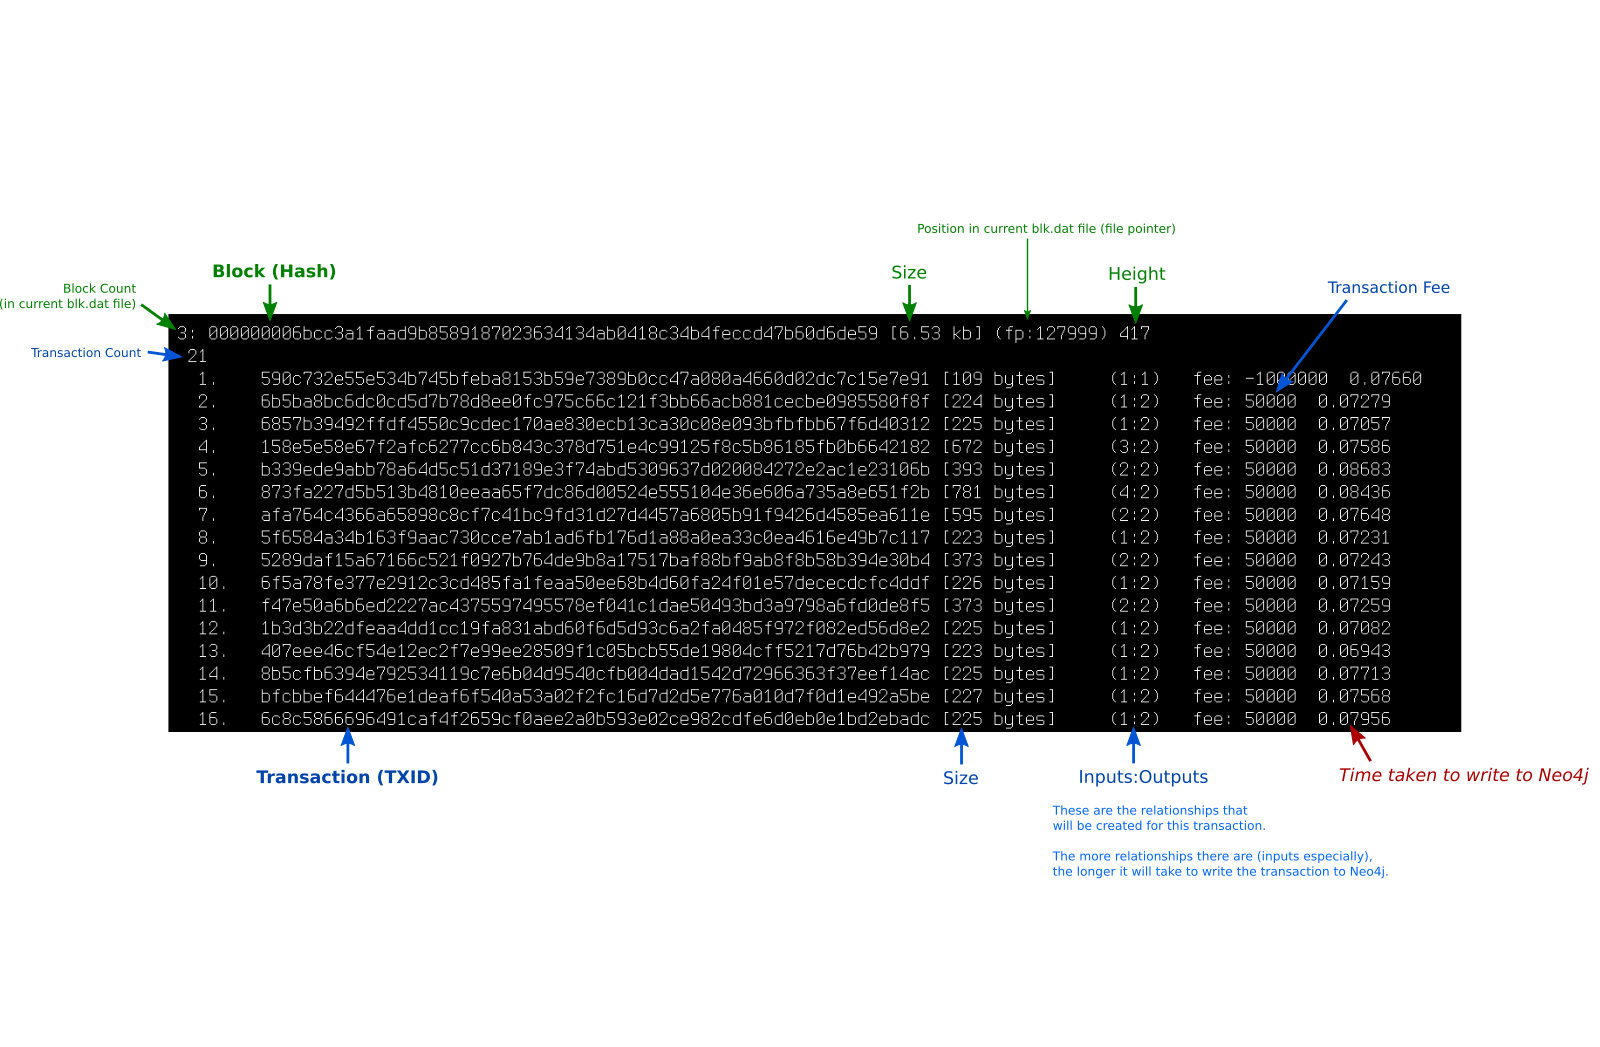 Position in current blk.dat file (file pointer)
Block (Hash)
Size
Height
Block Count
(in current blk.dat file)
Transaction Fee
3: 000000006bcc3a1faad9b8589187023634134ab0418c34b4feccd47b60d6de59 [6.53 kb] (fp:127999) 417
Transaction Count
21
1. 590c732e55e534b745bfeba8153b59e7389b0cc47a080a4660d02dc7c15e7e91 [109 bytes] (1:1) fee: -1000000 0.07660
2. 6b5ba8bc6dc0cd5d7b78d8ee0fc975c66c121f3bb66acb881cecbe0985580f8f [224 bytes] (1:2) fee: 50000 0.07279
3. 6857b39492ffdf4550c9cdec170ae830ecb13ca30c08e093bfbfbb67f6d40312 [225 bytes] (1:2) fee: 50000 0.07057
4. 158e5e58e67f2afc6277cc6b843c378d751e4c99125f8c5b86185fb0b6642182 [672 bytes] (3:2) fee: 50000 0.07586
5. b339ede9abb78a64d5c51d37189e3f74abd5309637d020084272e2ac1e23106b [393 bytes] (2:2) fee: 50000 0.08683
6. 873fa227d5b513b4810eeaa65f7dc86d00524e555104e36e606a735a8e651f2b [781 bytes] (4:2) fee: 50000 0.08436
7. afa764c4366a65898c8cf7c41bc9fd31d27d4457a6805b91f9426d4585ea611e [595 bytes] (2:2) fee: 50000 0.07648
8. 5f6584a34b163f9aac730cce7ab1ad6fb176d1a88a0ea33c0ea4616e49b7c117 [223 bytes] (1:2) fee: 50000 0.07231
9. 5289daf15a67166c521f0927b764de9b8a17517baf88bf9ab8f8b58b394e30b4 [373 bytes] (2:2) fee: 50000 0.07243
10. 6f5a78fe377e2912c3cd485fa1feaa50ee68b4d60fa24f01e57dececdcfc4ddf [226 bytes] (1:2) fee: 50000 0.07159
11. f47e50a6b6ed2227ac4375597495578ef041c1dae50493bd3a9798a6fd0de8f5 [373 bytes] (2:2) fee: 50000 0.07259
12. 1b3d3b22dfeaa4dd1cc19fa831abd60f6d5d93c6a2fa0485f972f082ed56d8e2 [225 bytes] (1:2) fee: 50000 0.07082
13. 407eee46cf54e12ec2f7e99ee28509f1c05bcb55de19804cff5217d76b42b979 [223 bytes] (1:2) fee: 50000 0.06943
14. 8b5cfb6394e792534119c7e6b04d9540cfb004dad1542d72966363f37eef14ac [225 bytes] (1:2) fee: 50000 0.07713
15. bfcbbef644476e1deaf6f540a53a02f2fc16d7d2d5e776a010d7f0d1e492a5be [227 bytes] (1:2) fee: 50000 0.07568
16. 6c8c5866696491caf4f2659cf0aee2a0b593e02ce982cdfe6d0eb0e1bd2ebadc [225 bytes] (1:2) fee: 50000 0.07956
Transaction (TXID)
Size
Inputs:Outputs
Time taken to write to Neo4j
These are the relationships that
will be created for this transaction.
The more relationships there are (inputs especially),
the longer it will take to write the transaction to Neo4j.